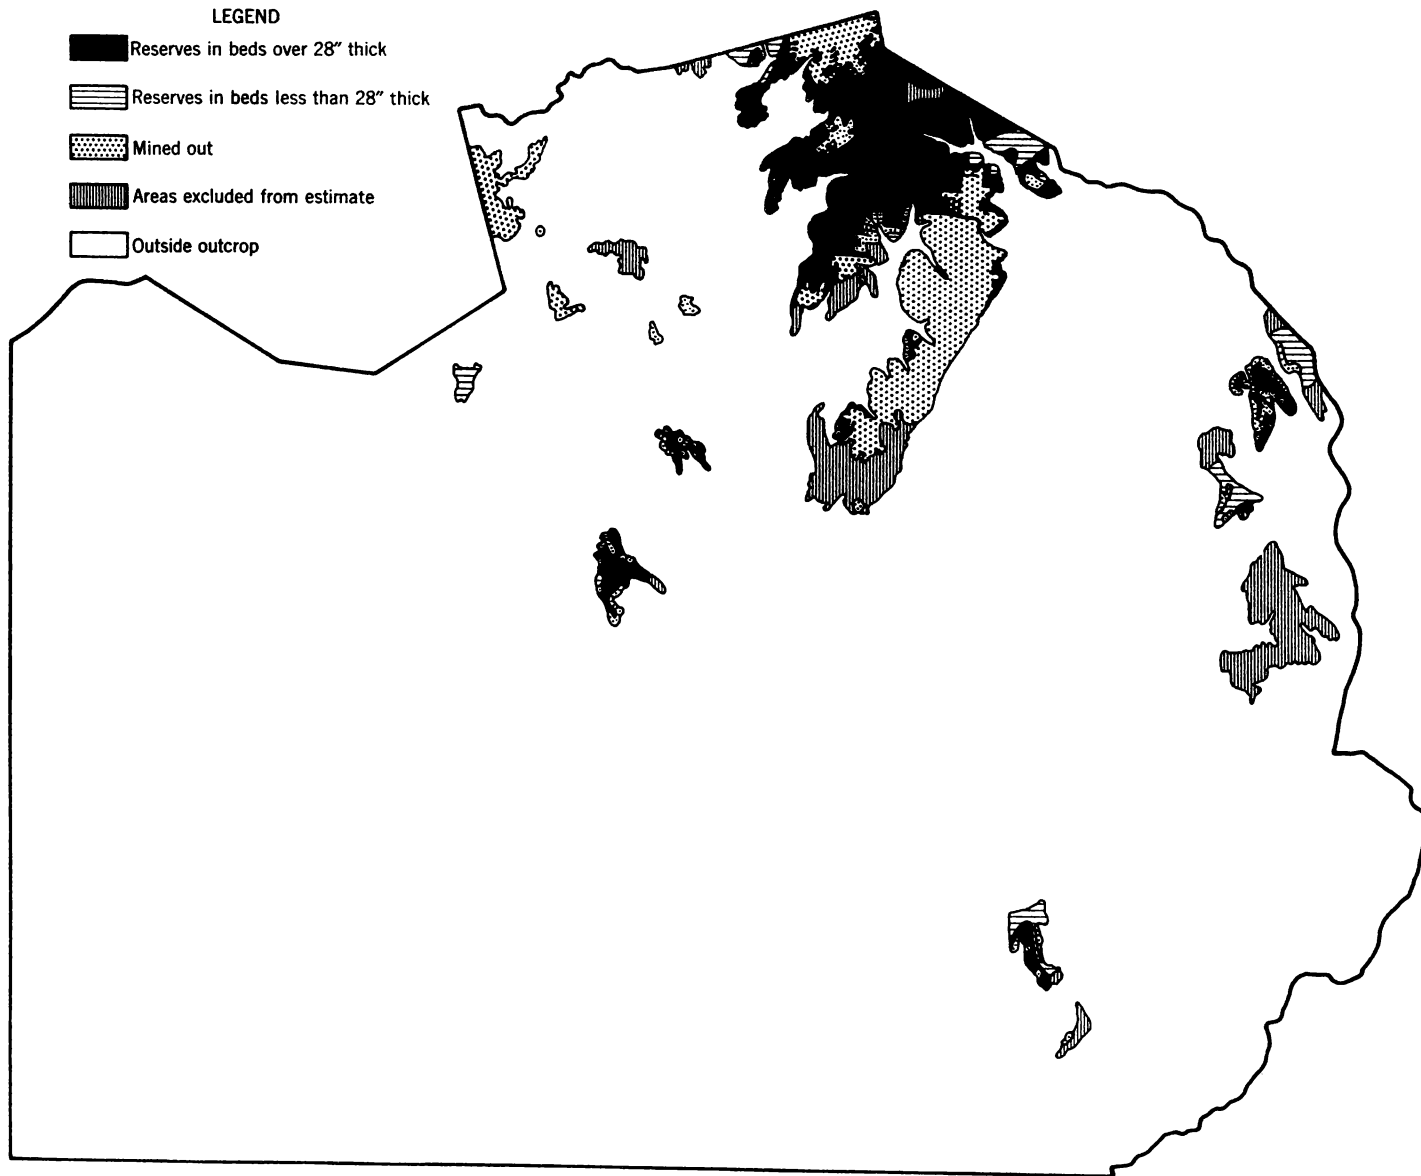 LEGEND
Reserves in beds over 28″ thick
Reserves in beds less than 28″ thick
Mined out
Areas excluded from estimate
Outside outcrop